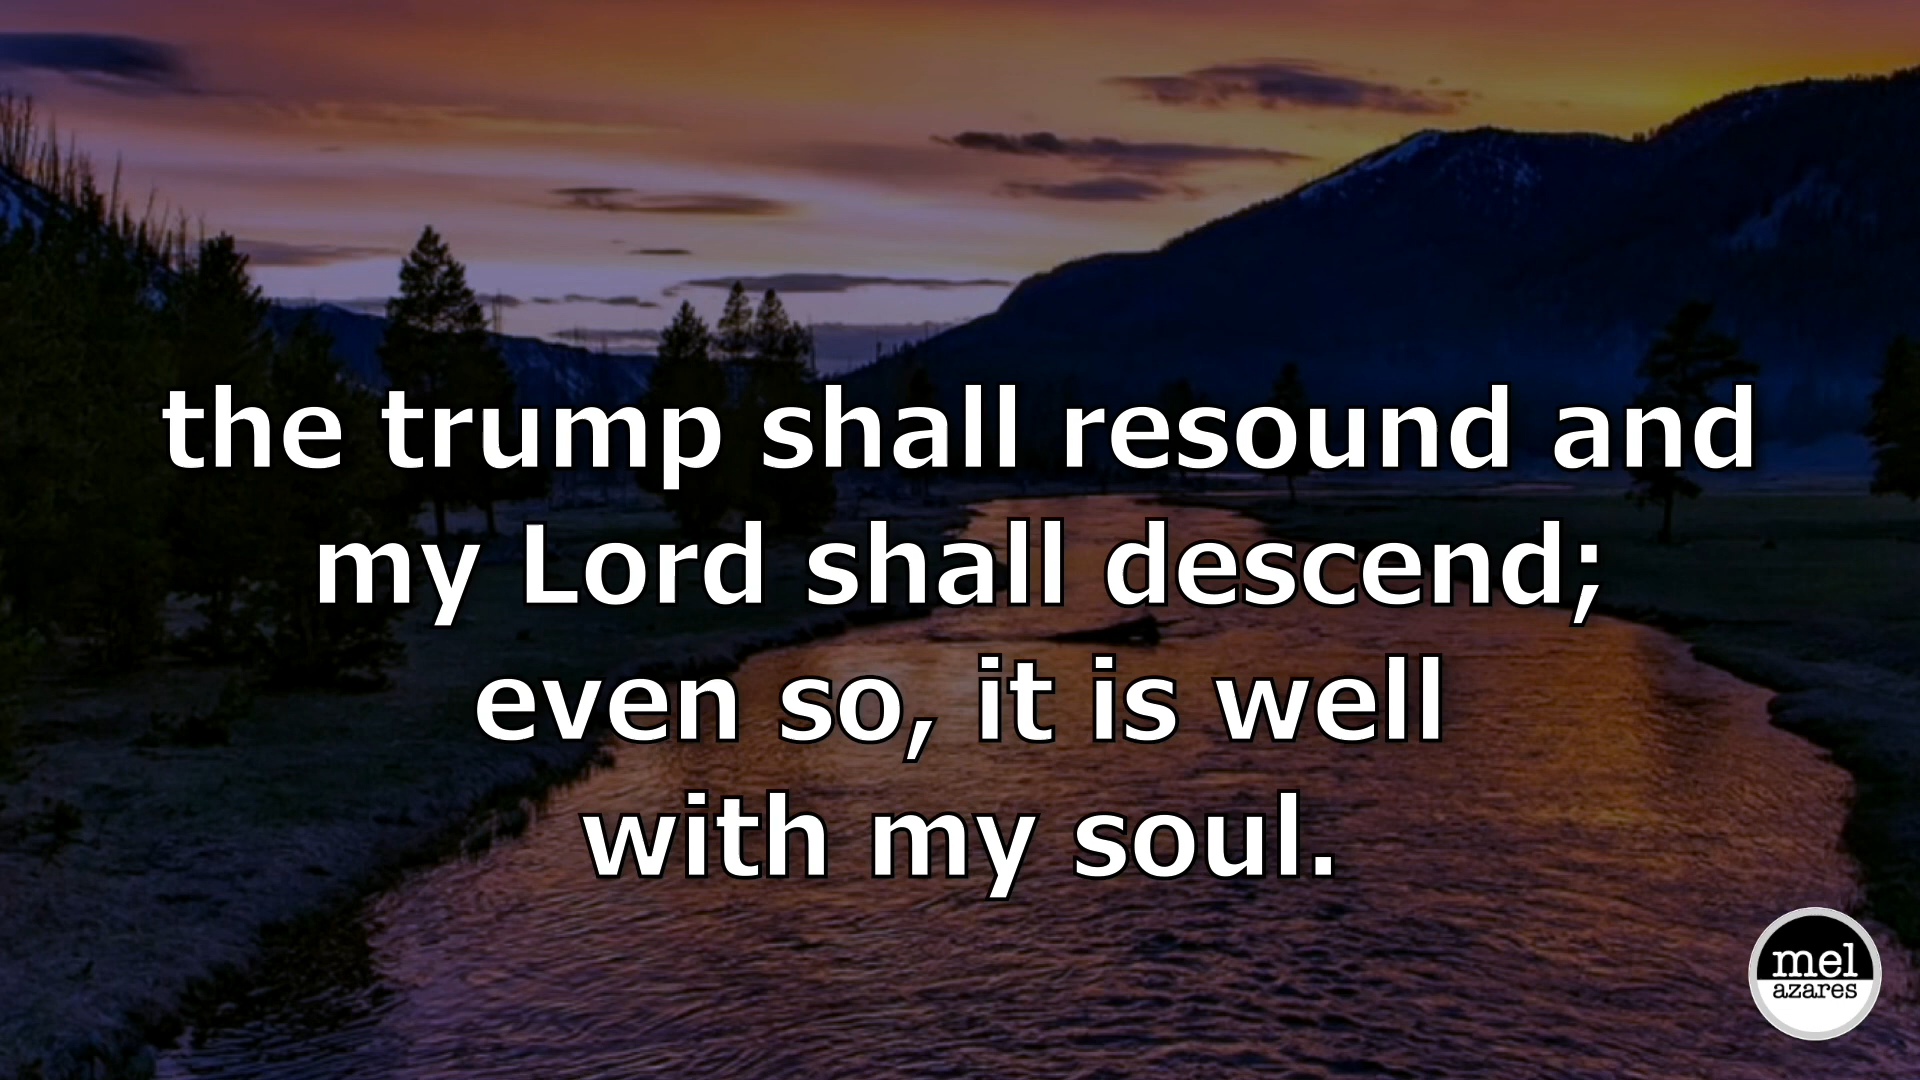 the trump shall resound and
my Lord shall descend;
even so, it is well
with my soul.
mel
azares